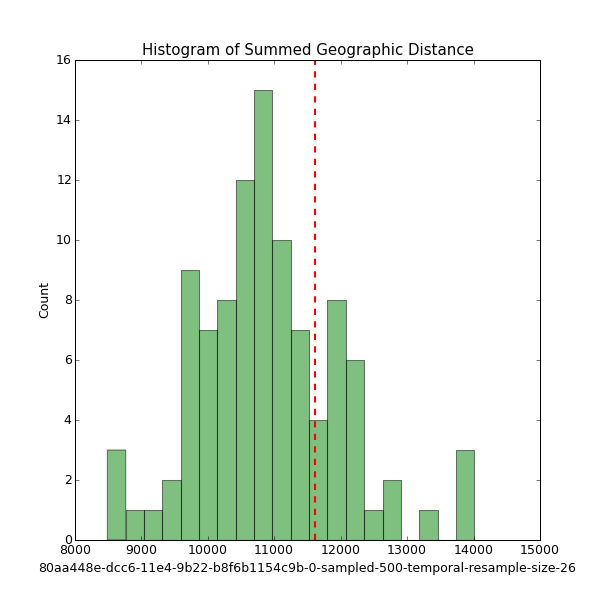 Histogram of Summed Geographic Distance
16
14
12
10
8
6
4
2
0
Count
8000 9000 10000 11000 12000 13000 14000 15000
80aa448e-dcc6-11e4-9b22-b8f6b1154c9b-0-sampled-500-temporal-resample-size-26